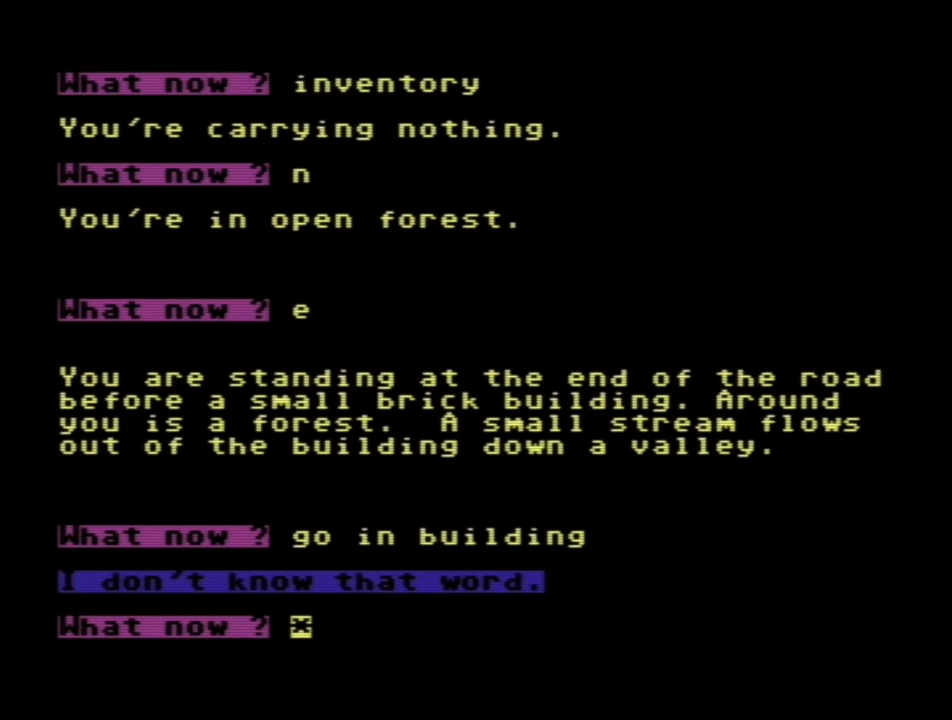 What now ? inventory
You're carrying nothing.
What now ? n
You're in open forest.
What now ? e
You are standing at the end of the road
before a small brick building. Around
you is a forest.  A small stream flows
out of the building down a valley.
What now ? go in building
I don't know that word.
What now ? *